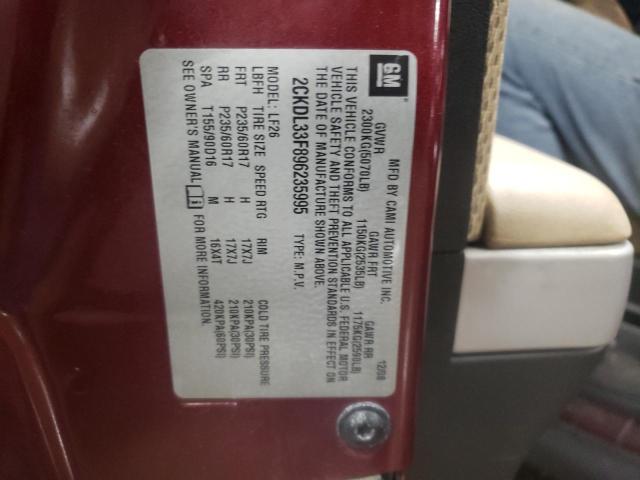 GM
MFD BY CAMI AUTOMOTIVE INC. 12/08
GVWR GAWR FRT GAWR RR
2300KG(5070LB) 1150KG(2535LB) 1175KG(2590LB)
THIS VEHICLE CONFORMS TO ALL APPLICABLE U.S. FEDERAL MOTOR
VEHICLE SAFETY AND THEFT PREVENTION STANDARDS IN EFFECT ON
THE DATE OF MANUFACTURE SHOWN ABOVE.
2CKDL33F896235995 TYPE: M.P.V.
MODEL: LF26
LBFH TIRE SIZE SPEED RTG RIM COLD TIRE PRESSURE
FRT P235/60R17 H 17X7J 210KPA(30PSI)
RR P235/60R17 H 17X7J 210KPA(30PSI)
SPA T155/90D16 M 16X4T 420KPA(60PSI)
SEE OWNER'S MANUAL FOR MORE INFORMATION